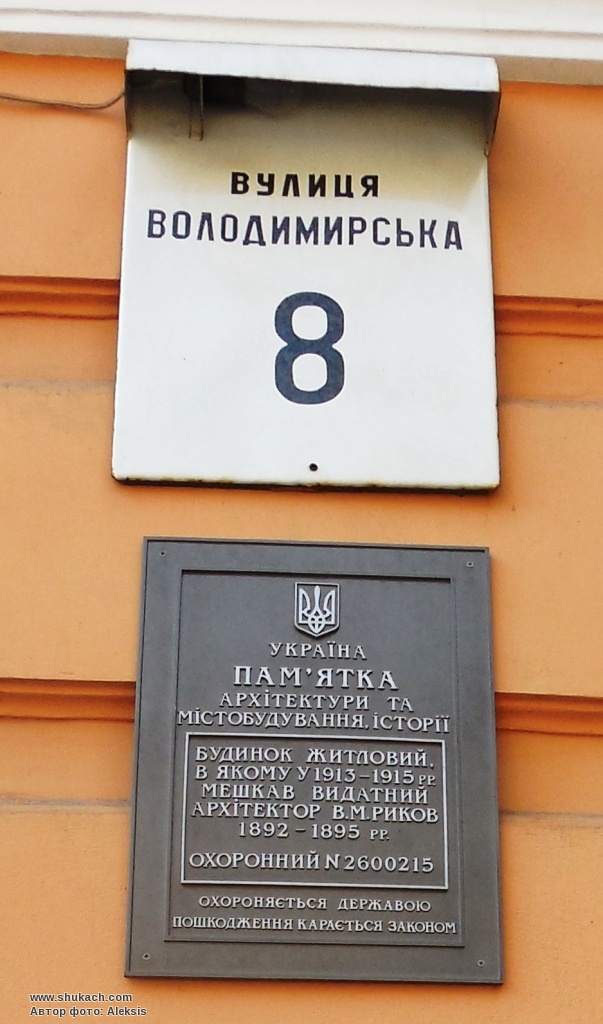 ВУЛИЦЯ
ВОЛОДИМИРСЬКА
8
УКРАЇНА
ПАМ'ЯТКА
АРХІТЕКТУРИ ТА
МІСТОБУДУВАННЯ, ІСТОРІЇ
БУДИНОК ЖИТЛОВИЙ,
В ЯКОМУ У 1913-1915 РР.
МЕШКАВ ВИДАТНИЙ
АРХІТЕКТОР В.М.РИКОВ
1892 - 1895 РР.
ОХОРОННИЙ N 2600215
ОХОРОНЯЄТЬСЯ ДЕРЖАВОЮ
ПОШКОДЖЕННЯ КАРАЄТЬСЯ ЗАКОНОМ
www.shukach.com
Автор фото: Aleksis